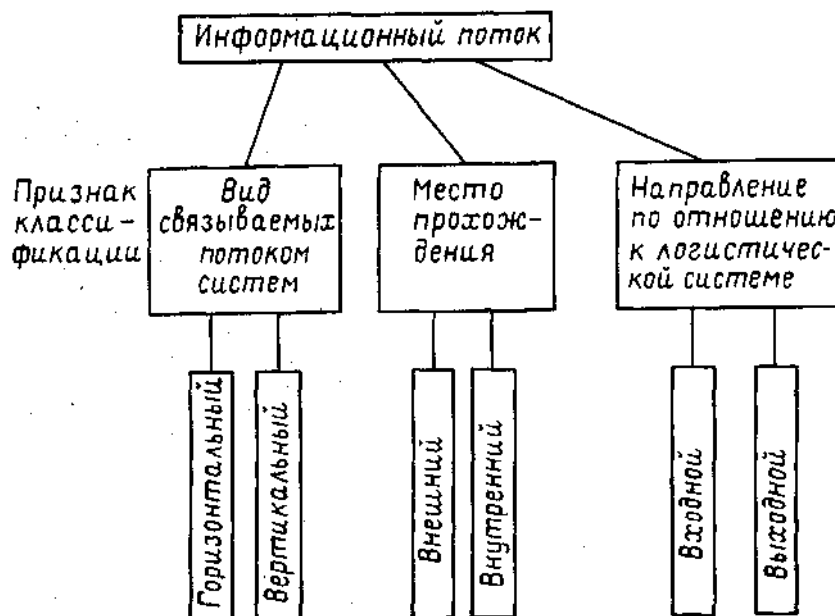 Информационный поток
Признак
класси-
фикации
Вид
связываемых
потоком
систем
Место
прохож-
дения
Направление
по отношению
к логистичес-
кой системе
Горизонтальный
Вертикальный
Внешний
Внутренний
Входной
Выходной